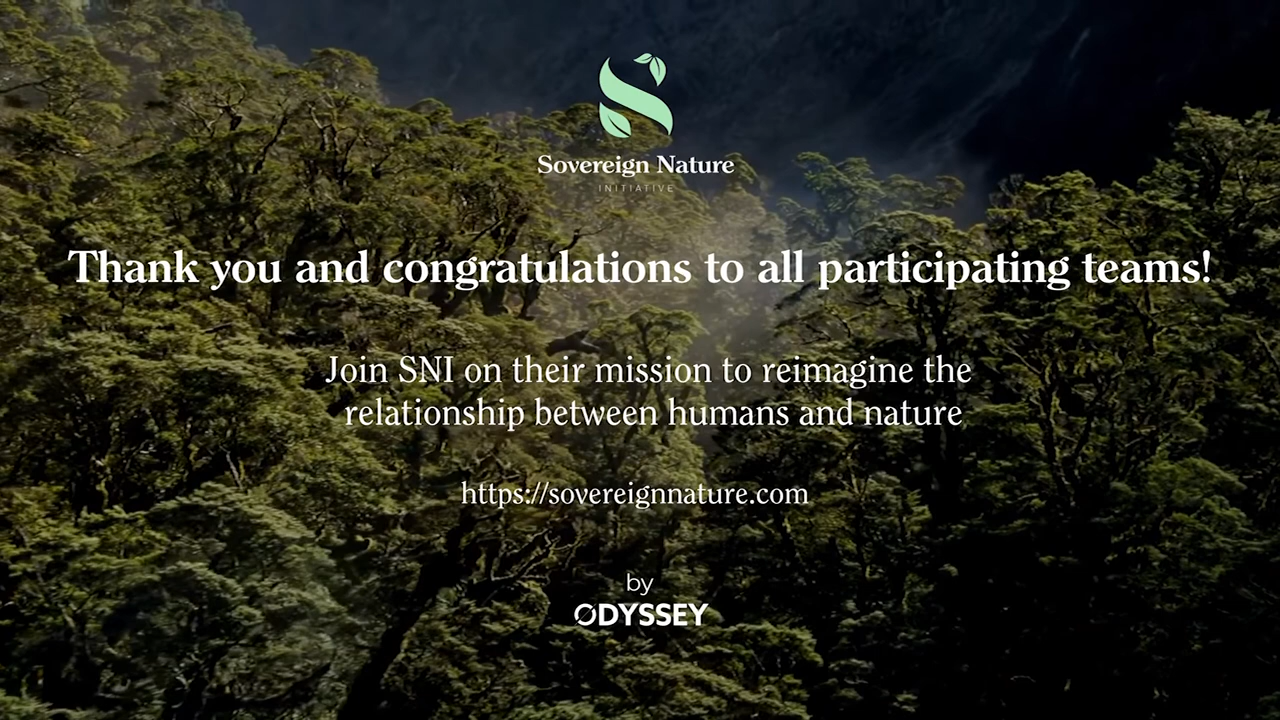 Sovereign Nature
INITIATIVE
Thank you and congratulations to all participating teams!
Join SNI on their mission to reimagine the
relationship between humans and nature
https://sovereignnature.com
by
ODYSSEY